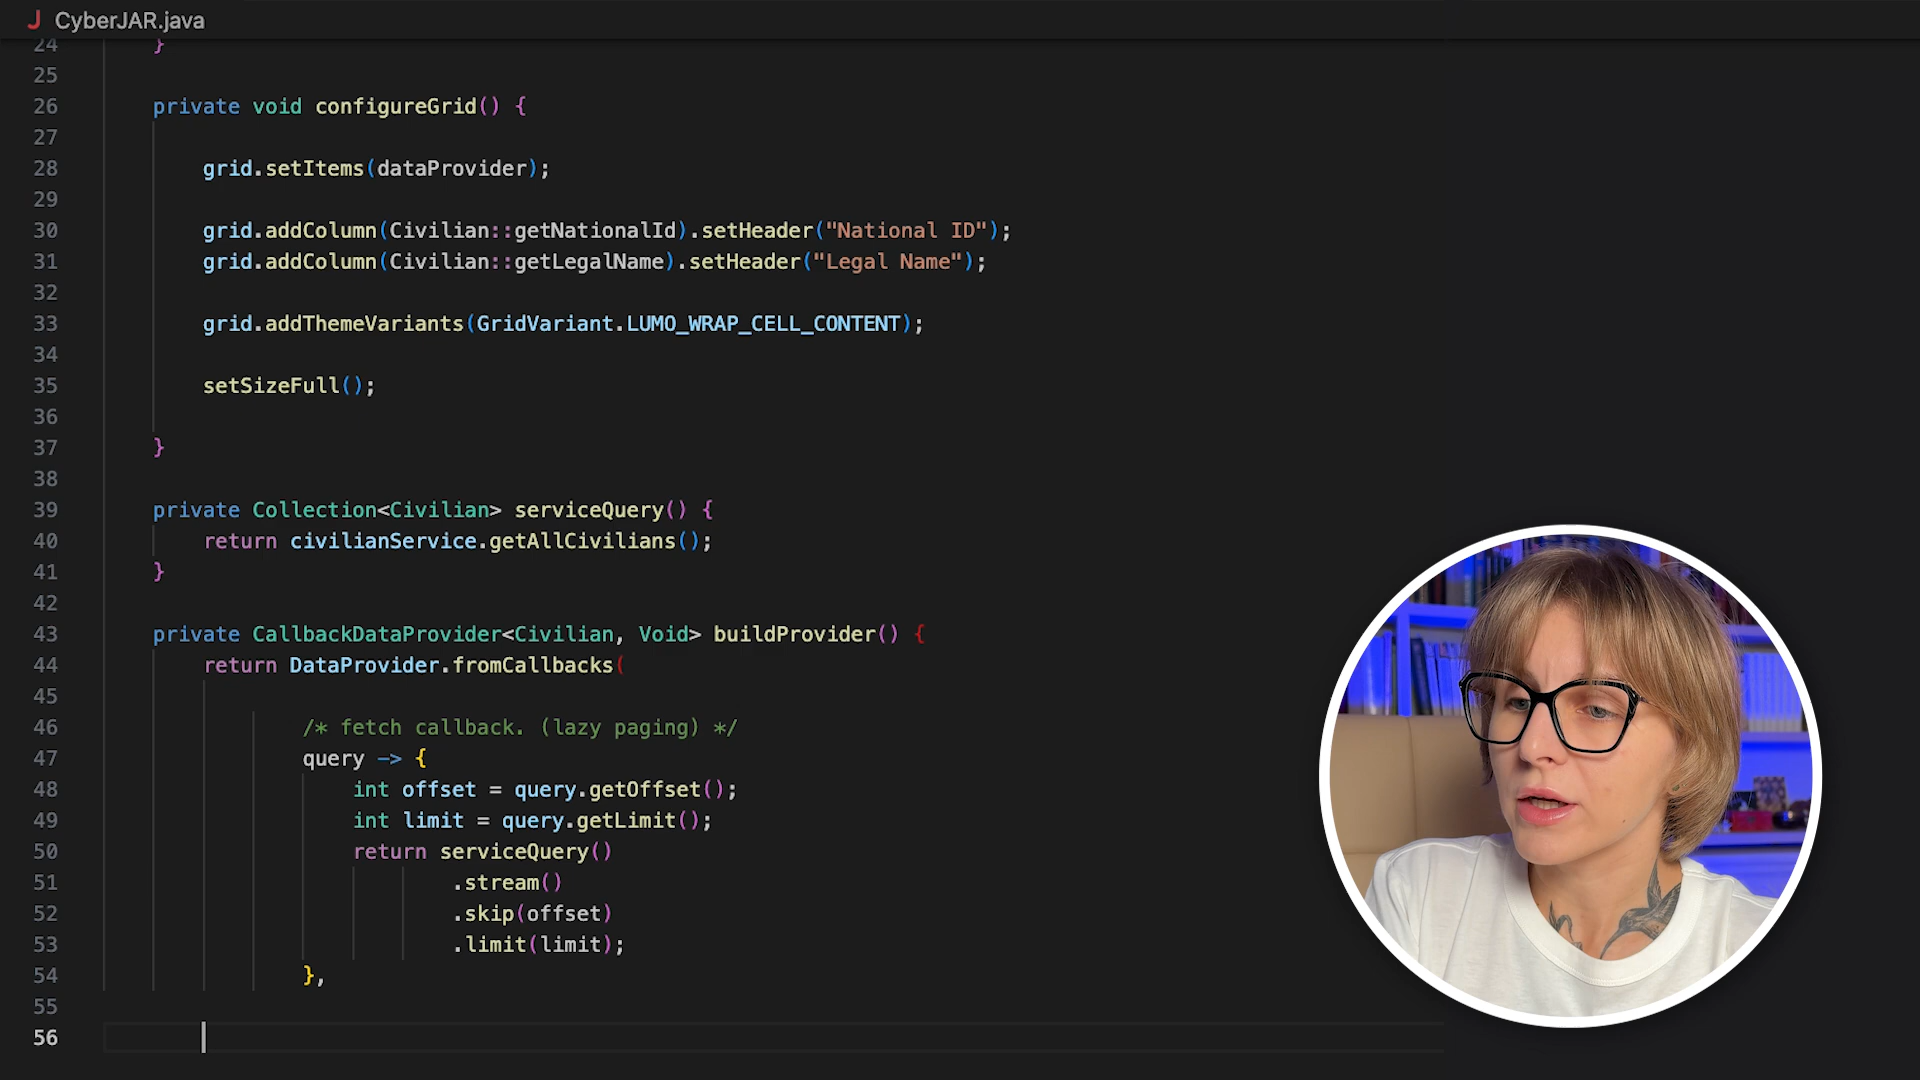 CyberJAR.java
24 }
25
26 private void configureGrid() {
27
28 grid.setItems(dataProvider);
29
30 grid.addColumn(Civilian::getNationalId).setHeader("National ID");
31 grid.addColumn(Civilian::getLegalName).setHeader("Legal Name");
32
33 grid.addThemeVariants(GridVariant.LUMO_WRAP_CELL_CONTENT);
34
35 setSizeFull();
36
37 }
38
39 private Collection<Civilian> serviceQuery() {
40 return civilianService.getAllCivilians();
41 }
42
43 private CallbackDataProvider<Civilian, Void> buildProvider() {
44 return DataProvider.fromCallbacks(
45
46 /* fetch callback. (lazy paging) */
47 query -> {
48 int offset = query.getOffset();
49 int limit = query.getLimit();
50 return serviceQuery()
51 .stream()
52 .skip(offset)
53 .limit(limit);
54 },
55
56